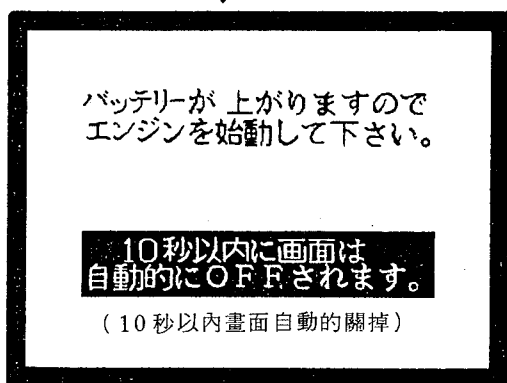 バッテリーが 上がりますので
エンジンを始動して下さい。
10秒以内に画面は
自動的にOFFされます。
(10秒以內畫面自動的關掉)